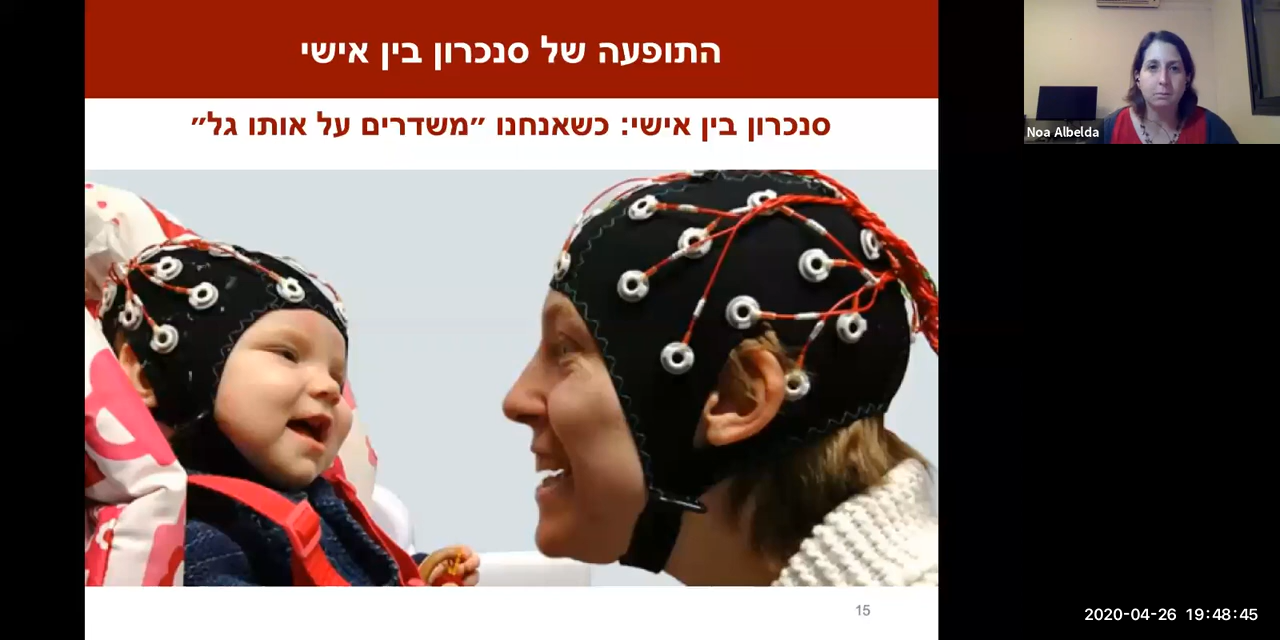 התופעה של סנכרון בין אישי
סנכרון בין אישי: כשאנחנו ״משדרים על אותו גל״
Noa Albelda
15
2020-04-26 19:48:45